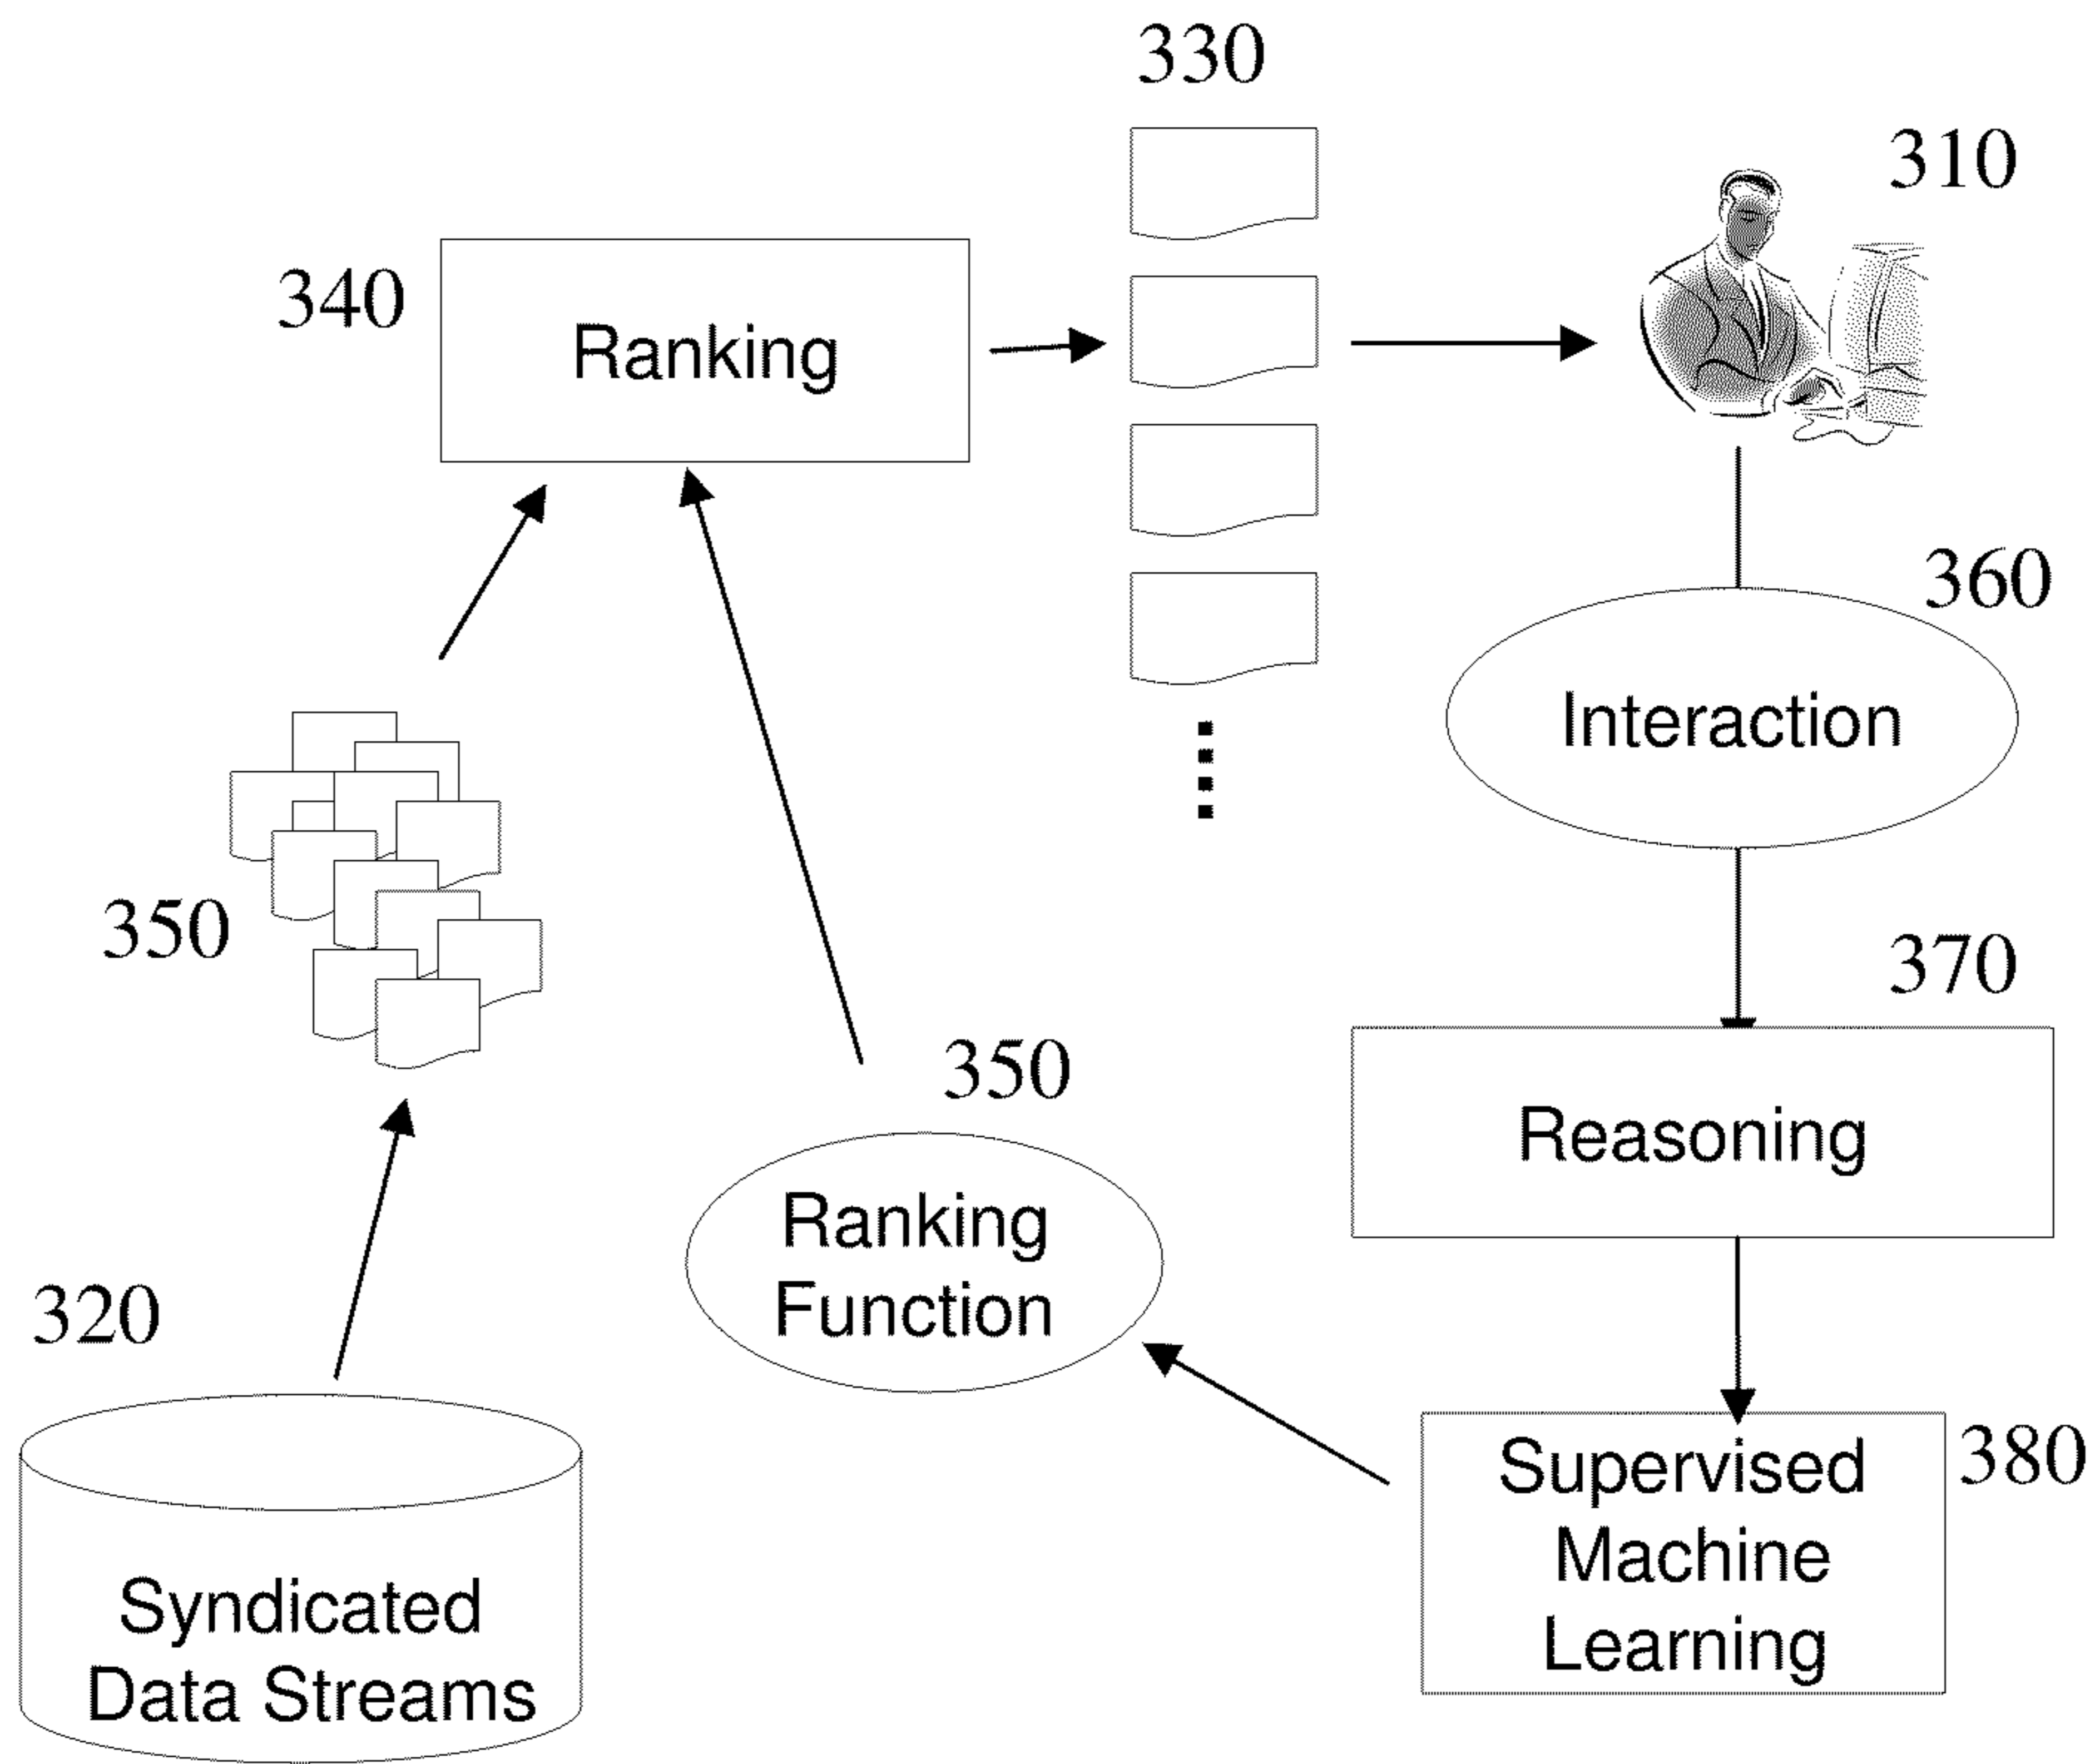 330
310
340
Ranking
360
Interaction
350
370
350
Reasoning
Ranking
Function
320
380
Supervised
Machine
Learning
Syndicated
Data Streams